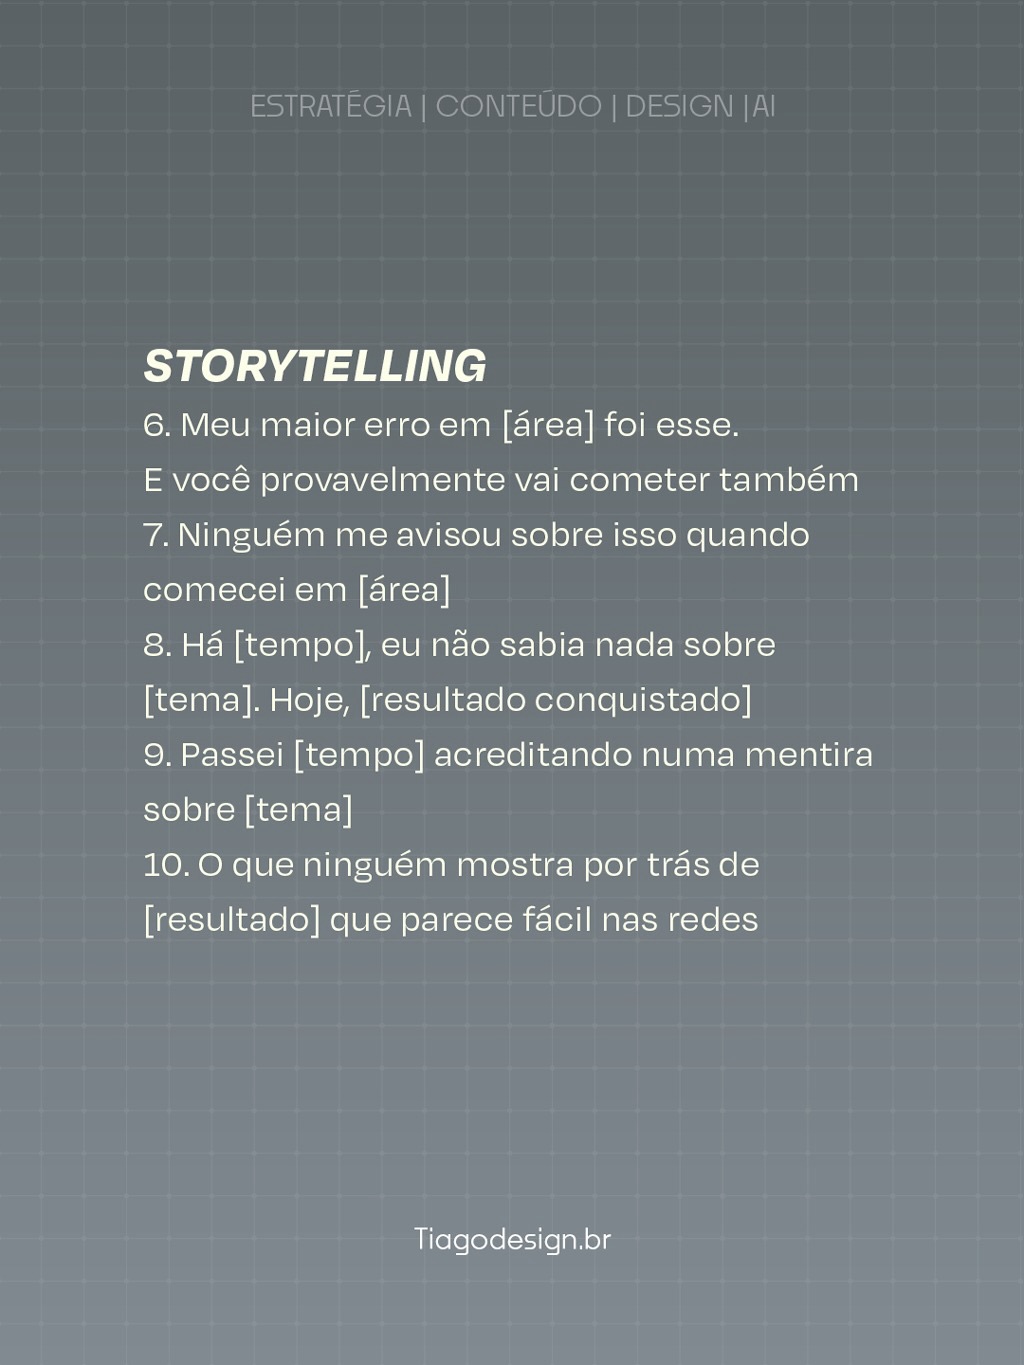 ESTRATÉGIA | CONTEÚDO | DESIGN | AI
STORYTELLING
6. Meu maior erro em [área] foi esse.
E você provavelmente vai cometer também
7. Ninguém me avisou sobre isso quando
comecei em [área]
8. Há [tempo], eu não sabia nada sobre
[tema]. Hoje, [resultado conquistado]
9. Passei [tempo] acreditando numa mentira
sobre [tema]
10. O que ninguém mostra por trás de
[resultado] que parece fácil nas redes
Tiagodesign.br